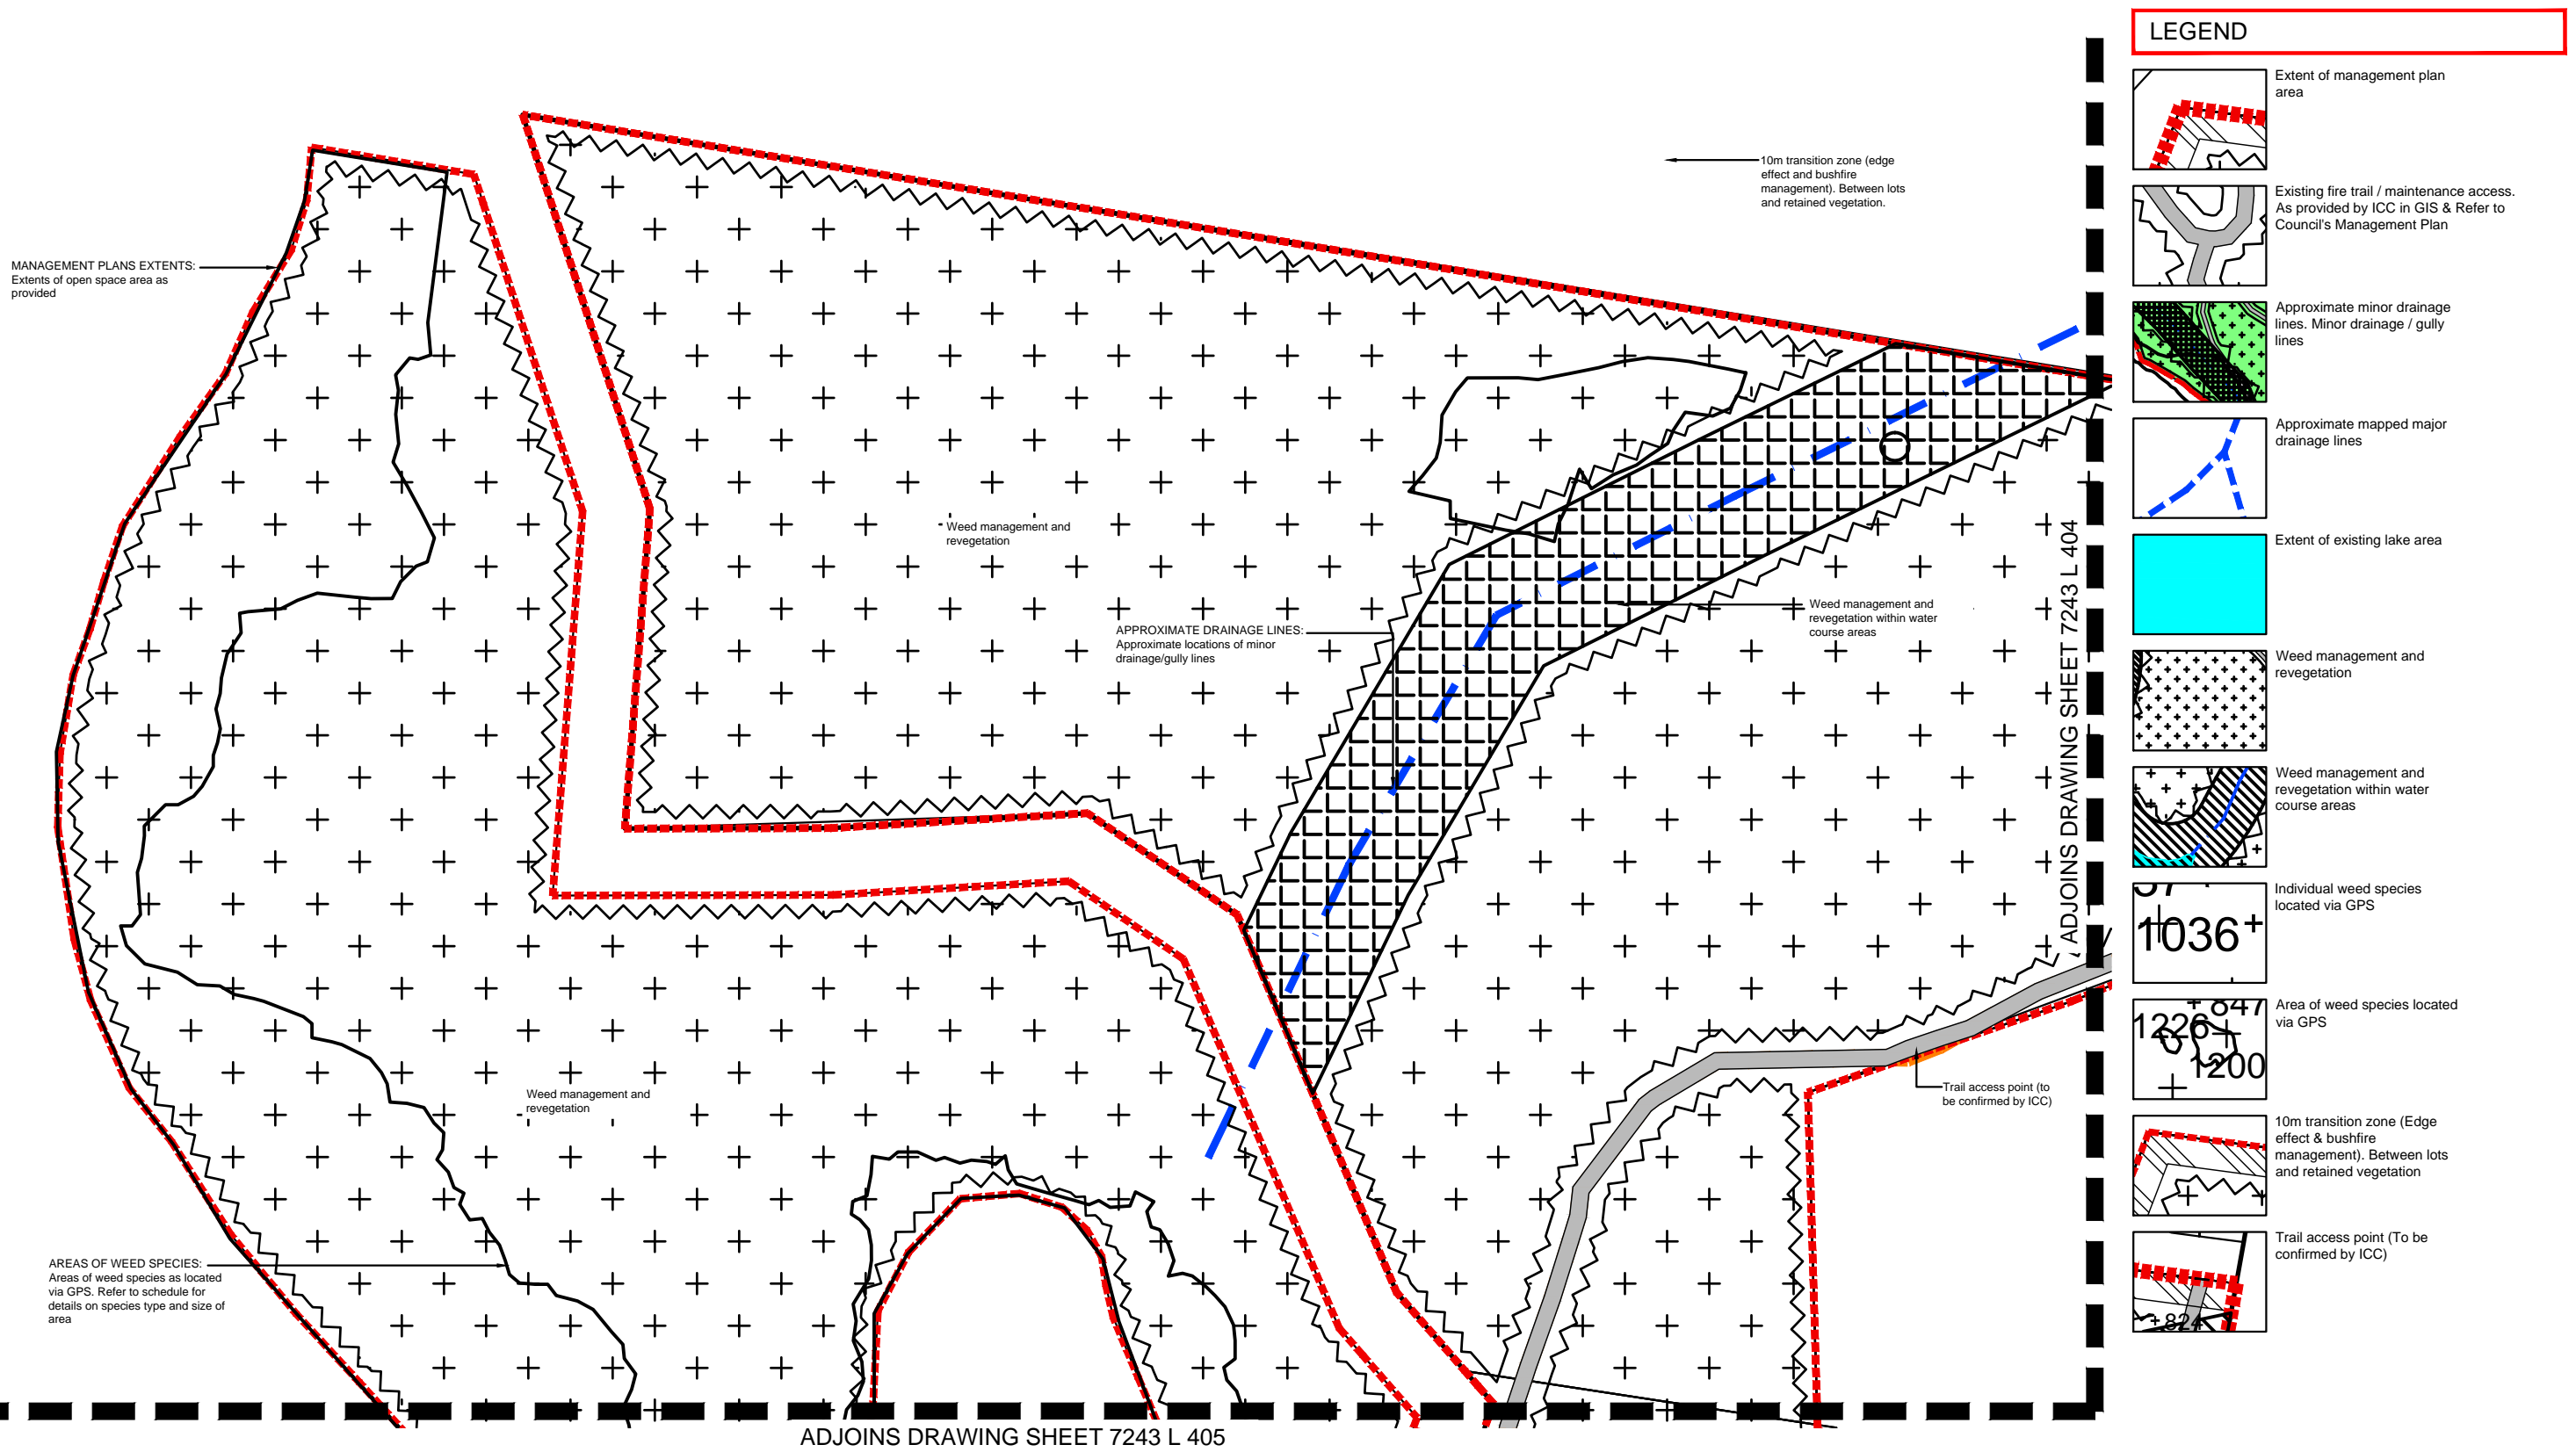 LEGEND
Extent of management plan
area
Existing fire trail / maintenance access.
As provided by ICC in GIS & Refer to
Council's Management Plan
Approximate minor drainage
lines. Minor drainage / gully
lines
Approximate mapped major
drainage lines
Extent of existing lake area
Weed management and
revegetation
Weed management and
revegetation within water
course areas
1036
Individual weed species
located via GPS
847
1226
1200
Area of weed species located
via GPS
10m transition zone (Edge
effect & bushfire
management). Between lots
and retained vegetation
824
Trail access point (To be
confirmed by ICC)
10m transition zone (edge
effect and bushfire
management). Between lots
and retained vegetation.
MANAGEMENT PLANS EXTENTS:
Extents of open space area as
provided
Weed management and
revegetation
APPROXIMATE DRAINAGE LINES:
Approximate locations of minor
drainage/gully lines
Weed management and
revegetation within water
course areas
ADJOINS DRAWING SHEET 7243 L 404
Weed management and
revegetation
Trail access point (to
be confirmed by ICC)
AREAS OF WEED SPECIES:
Areas of weed species as located
via GPS. Refer to schedule for
details on species type and size of
area
ADJOINS DRAWING SHEET 7243 L 405